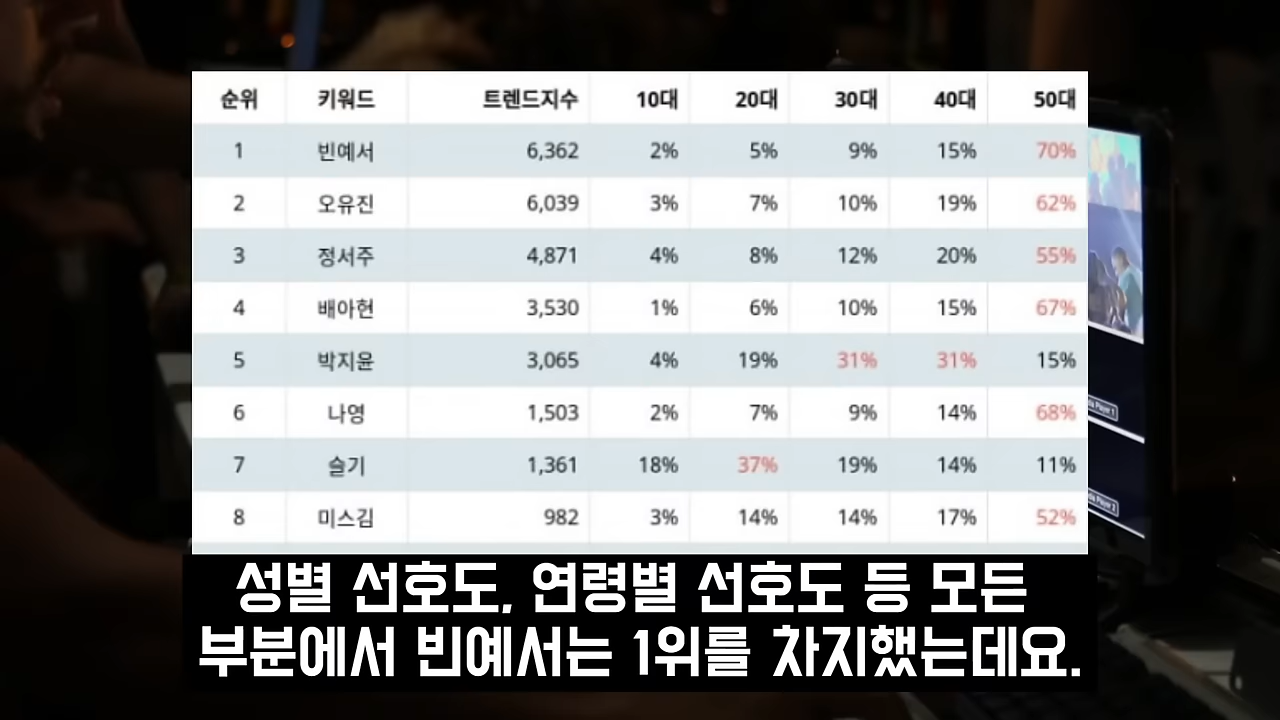 순위 키워드 트렌드지수 10대 20대 30대 40대 50대
1 빈예서 6,362 2% 5% 9% 15% 70%
2 오유진 6,039 3% 7% 10% 19% 62%
3 정서주 4,871 4% 8% 12% 20% 55%
4 배아현 3,530 1% 6% 10% 15% 67%
5 박지윤 3,065 4% 19% 31% 31% 15%
6 나영 1,503 2% 7% 9% 14% 68%
7 슬기 1,361 18% 37% 19% 14% 11%
8 미스김 982 3% 14% 14% 17% 52%
성별 선호도, 연령별 선호도 등 모든
부분에서 빈예서는 1위를 차지했는데요.